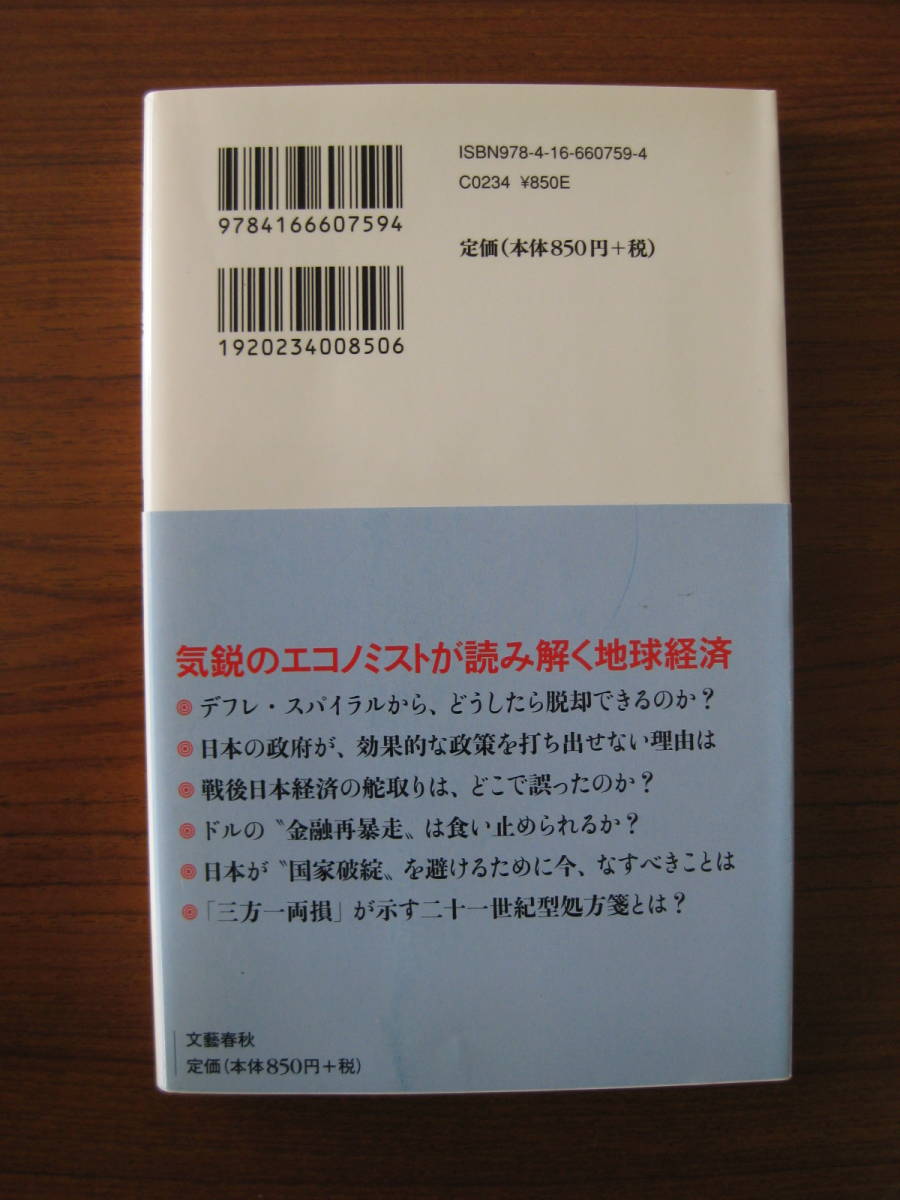 ISBN978-4-16-660759-4
C0234 ¥850E
9784166607594
定価(本体850円+税)
1920234008506
気鋭のエコノミストが読み解く地球経済
デフレ・スパイラルから、どうしたら脱却できるのか?
日本の政府が、効果的な政策を打ち出せない理由は
戦後日本経済の舵取りは、どこで誤ったのか?
ドルの〝金融再暴走〟は食い止められるか?
日本が〝国家破綻〟を避けるために今、なすべきことは
「三方一両損」が示す二十一世紀型処方箋とは?
文藝春秋
定価(本体850円+税)